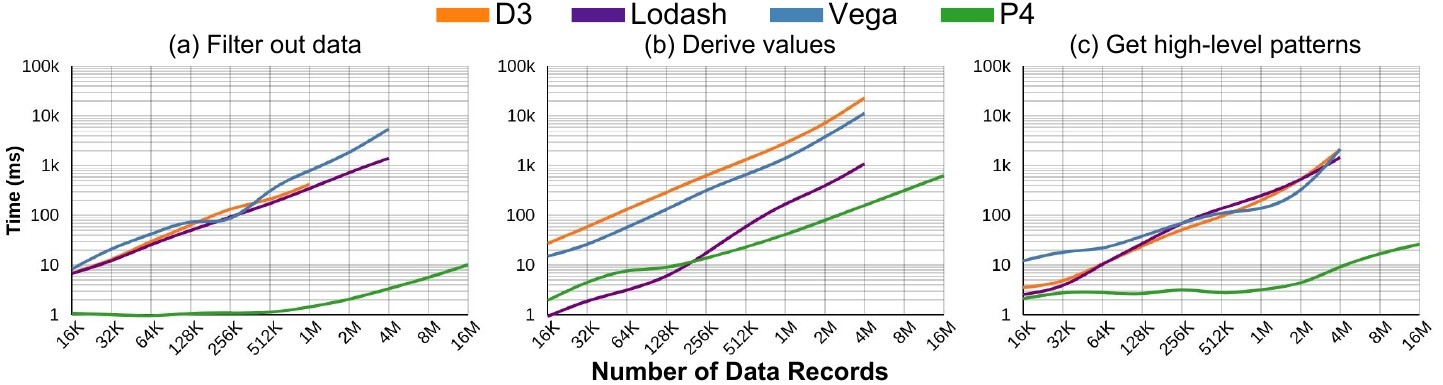 D3 Lodash Vega P4
(a) Filter out data (b) Derive values (c) Get high-level patterns
Time (ms)
100k
10k
1k
100
10
1
16K 32K 64K 128K 256K 512K 1M 2M 4M 8M 16M
100k
10k
1k
100
10
1
16K 32K 64K 128K 256K 512K 1M 2M 4M 8M 16M
100k
10k
1k
100
10
1
16K 32K 64K 128K 256K 512K 1M 2M 4M 8M 16M
Number of Data Records